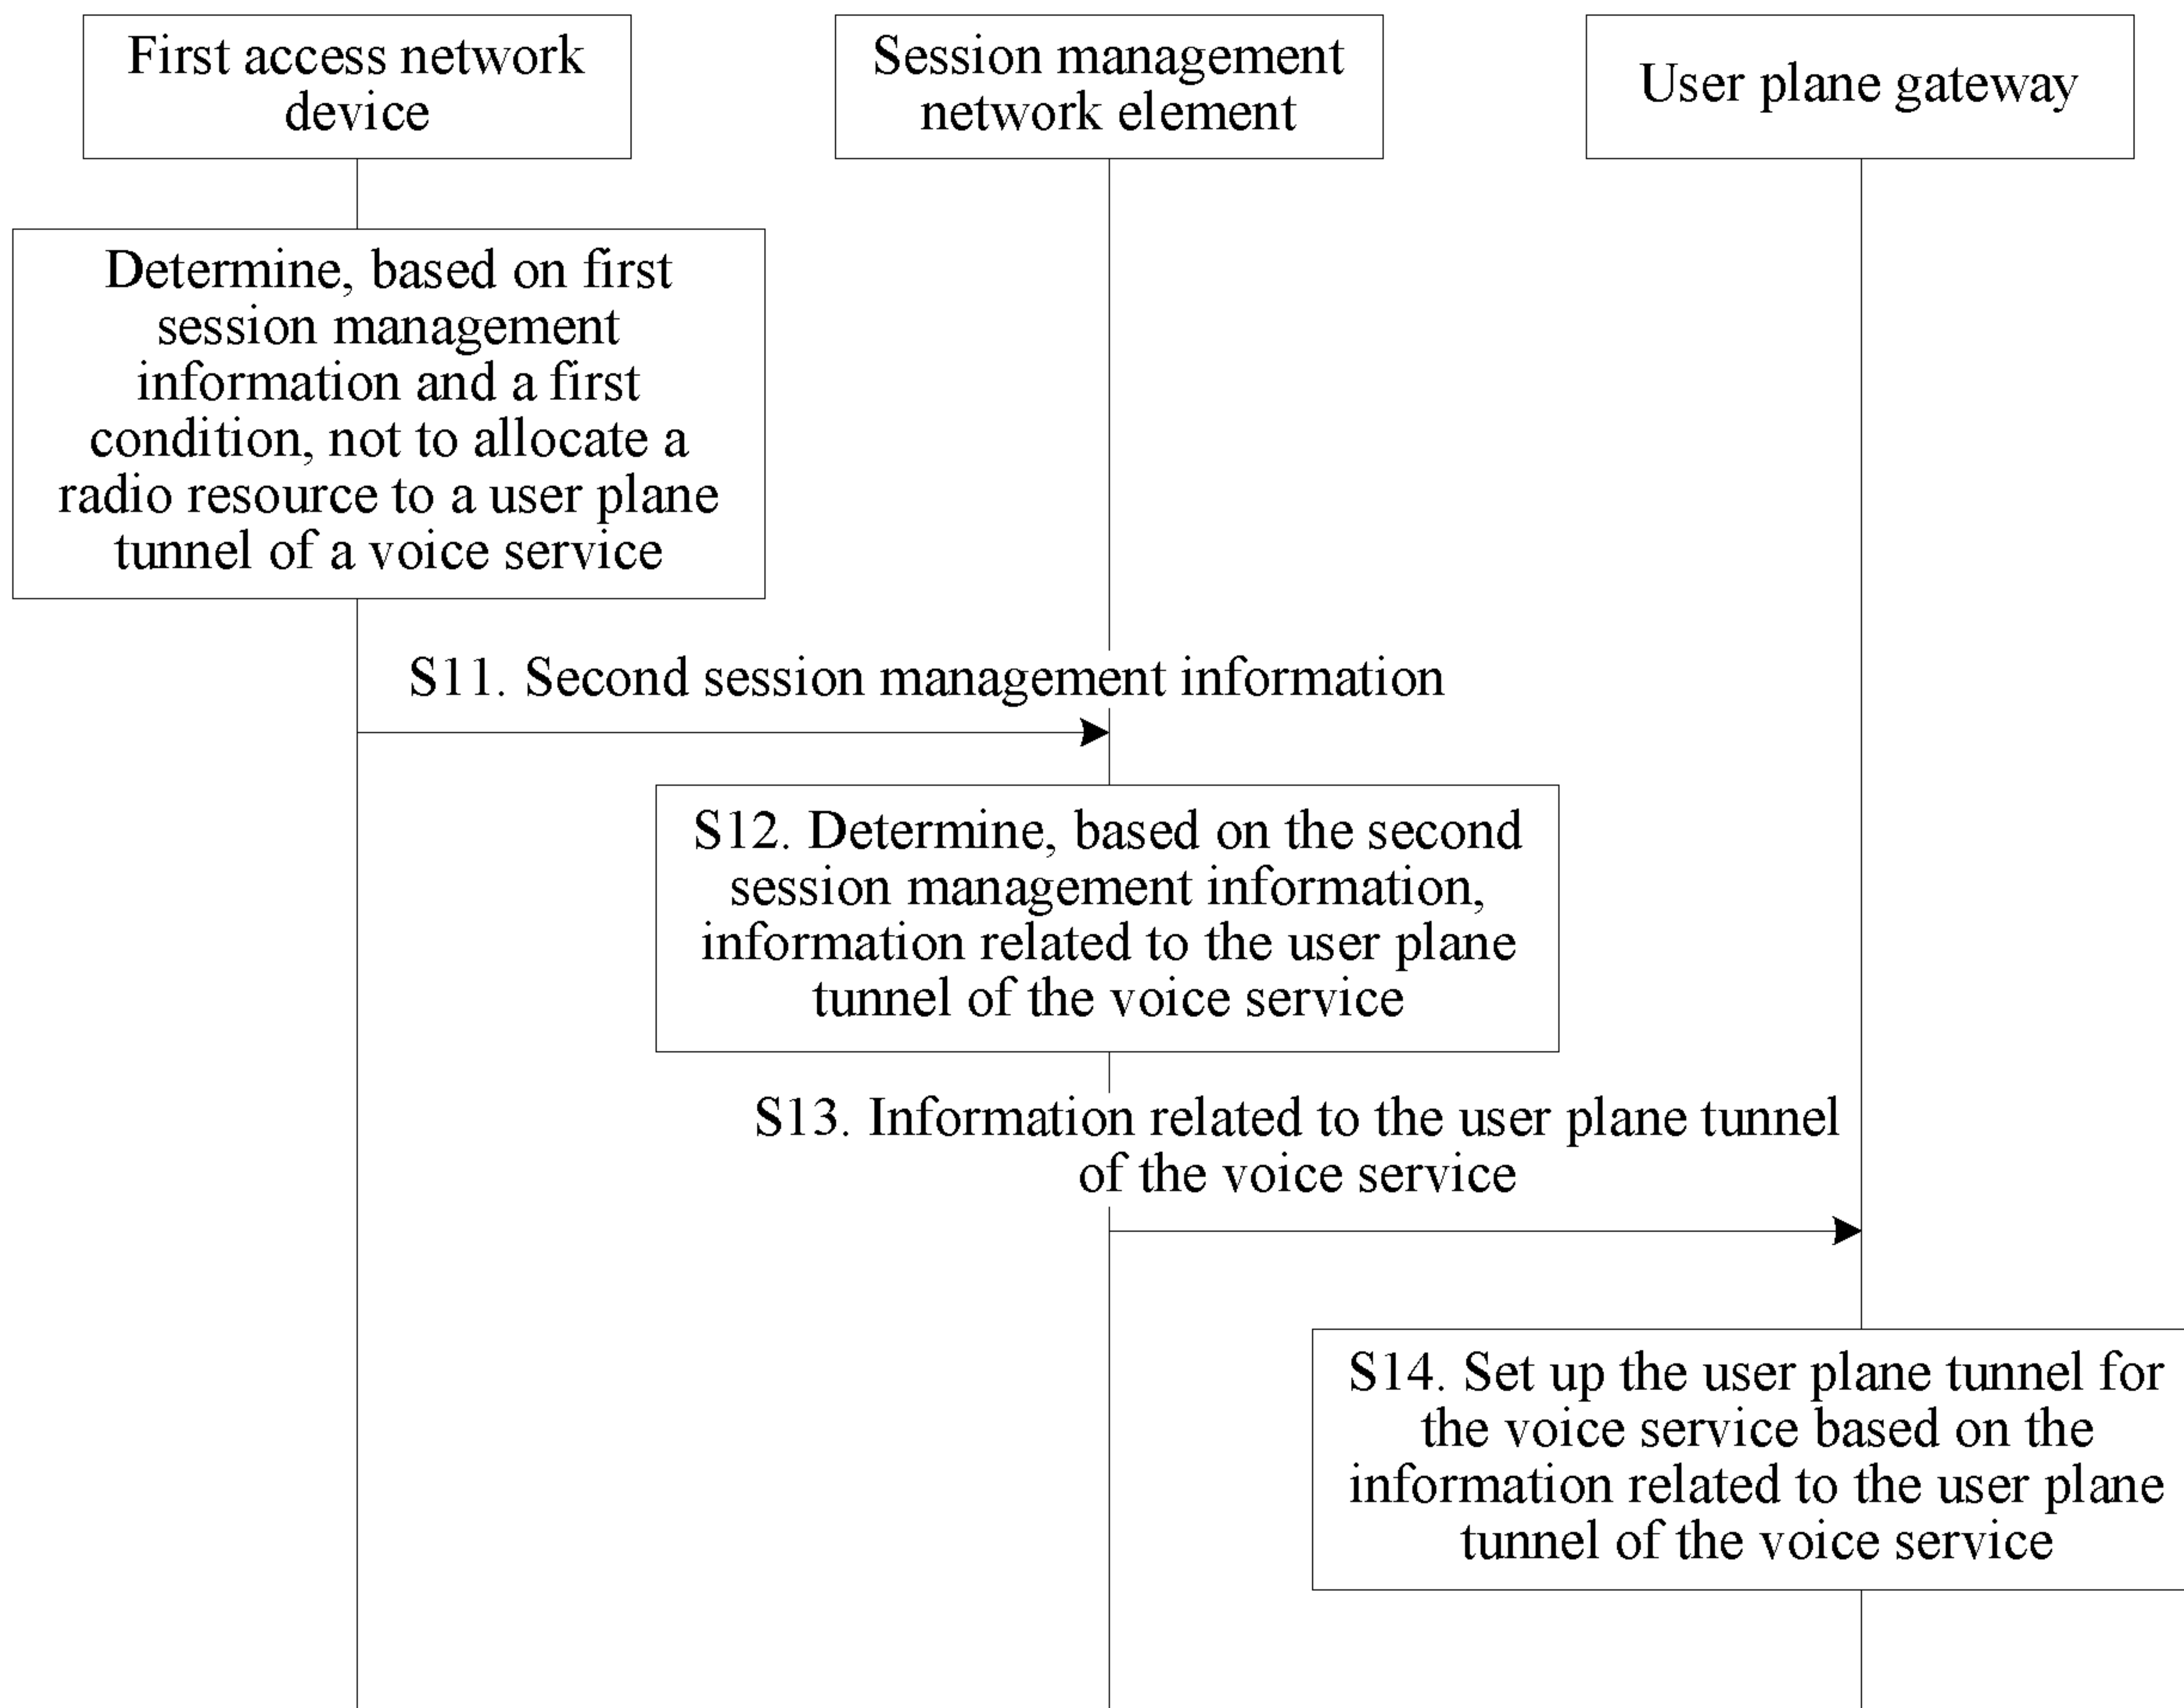 First access network
device
Session management
network element
User plane gateway
Determine, based on first
session management
information and a first
condition, not to allocate a
radio resource to a user plane
tunnel of a voice service
S11. Second session management information
S12. Determine, based on the second
session management information,
information related to the user plane
tunnel of the voice service
S13. Information related to the user plane tunnel
of the voice service
S14. Set up the user plane tunnel for
the voice service based on the
information related to the user plane
tunnel of the voice service